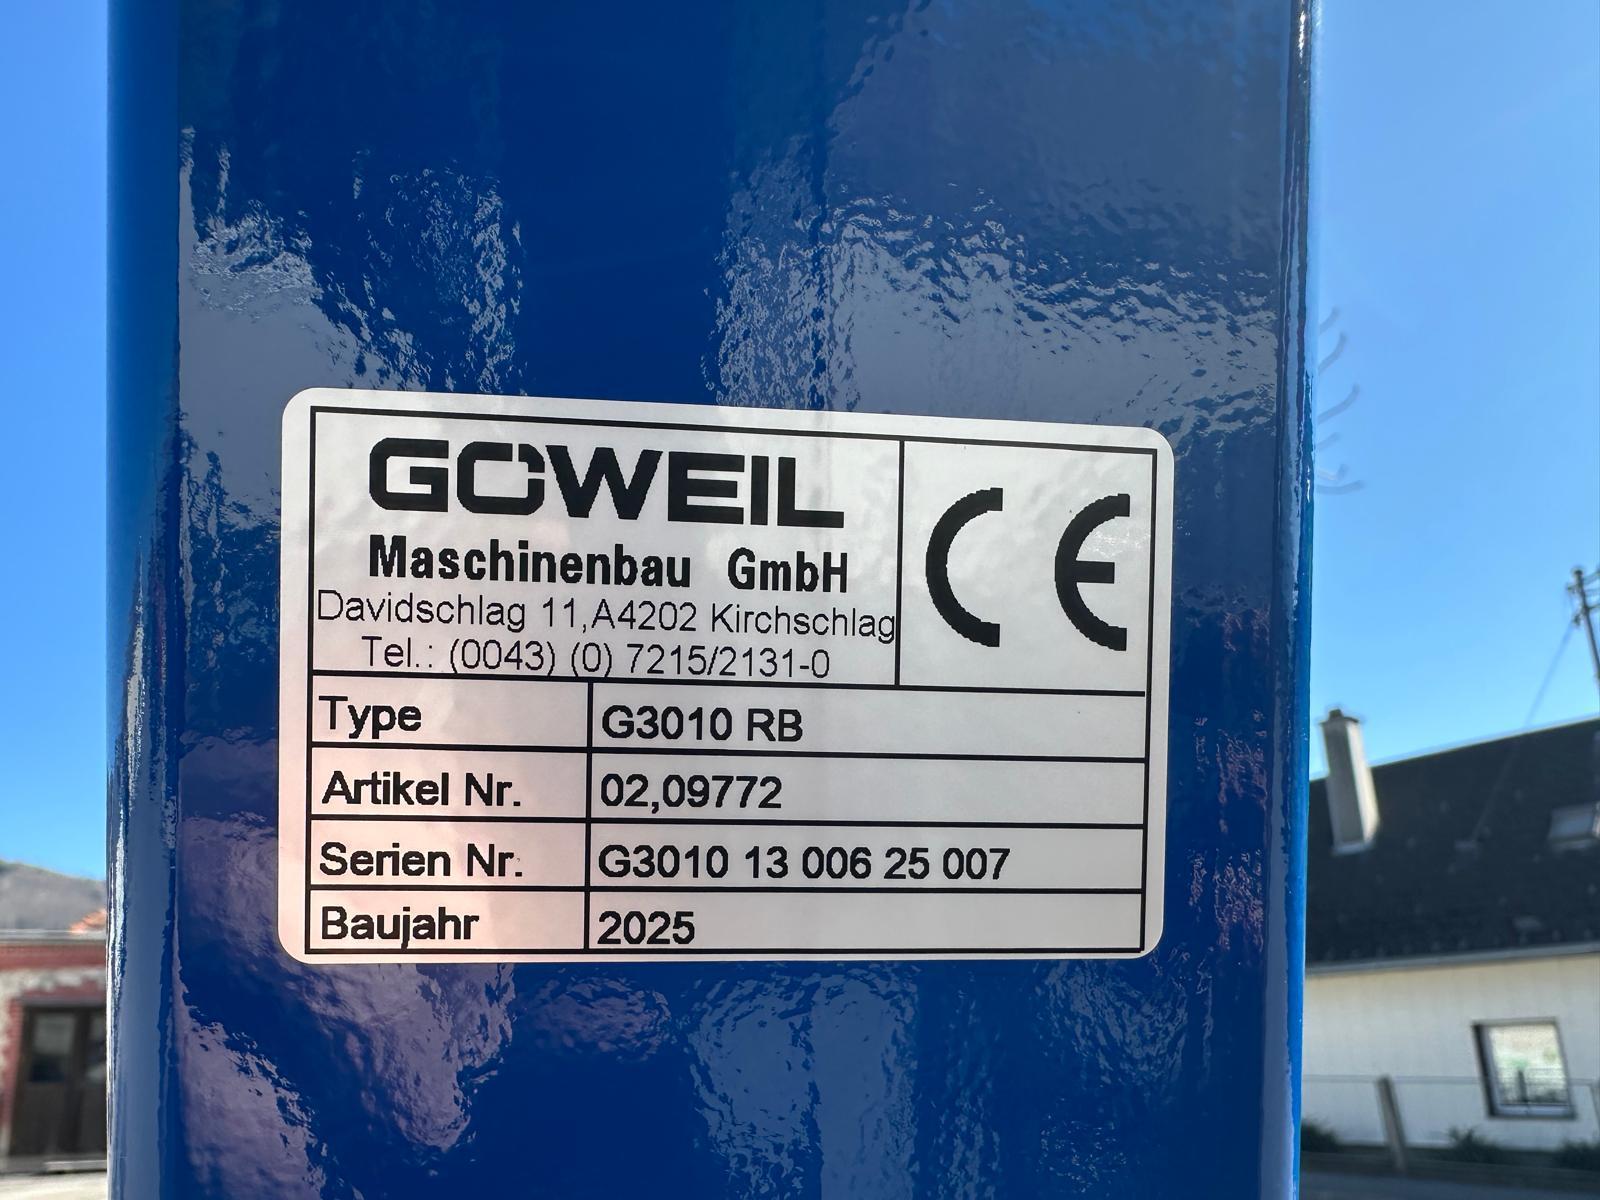 GÖWEIL
Maschinenbau GmbH
Davidschlag 11,A4202 Kirchschlag
Tel.: (0043) (0) 7215/2131-0
CE
Type G3010 RB
Artikel Nr. 02,09772
Serien Nr. G3010 13 006 25 007
Baujahr 2025